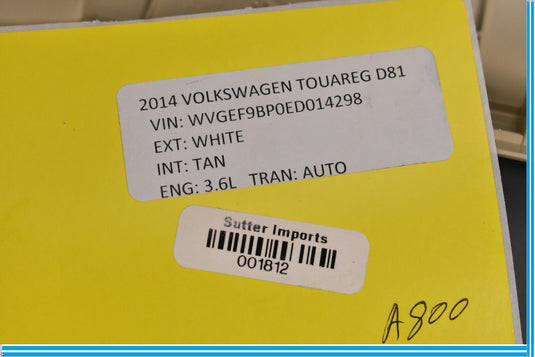 2014 VOLKSWAGEN TOUAREG D81
VIN: WVGEF9BP0ED014298
EXT: WHITE
INT: TAN
ENG: 3.6L TRAN: AUTO
Sutter Imports
001812
A800